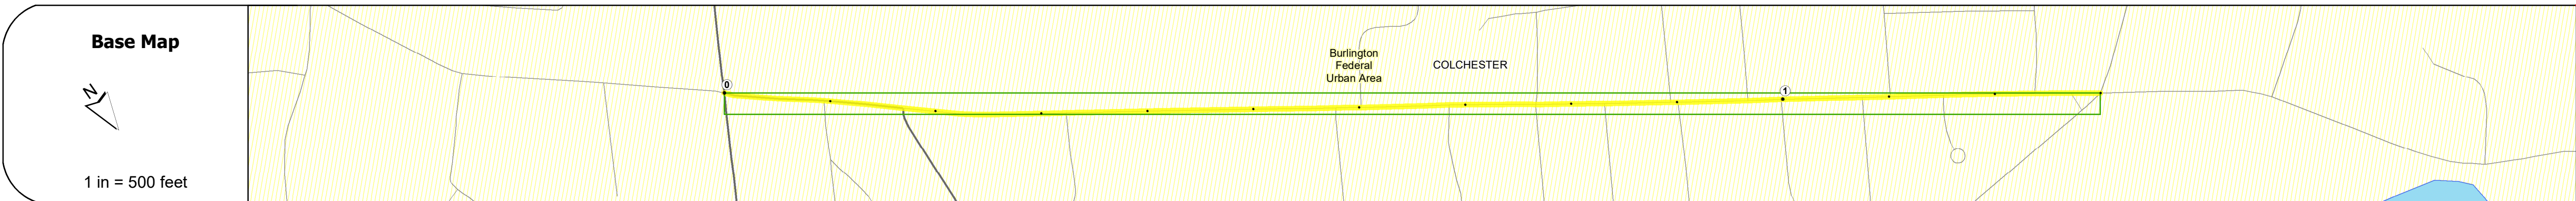 Base Map
N
1 in = 500 feet
0
Burlington
Federal
Urban Area
COLCHESTER
1